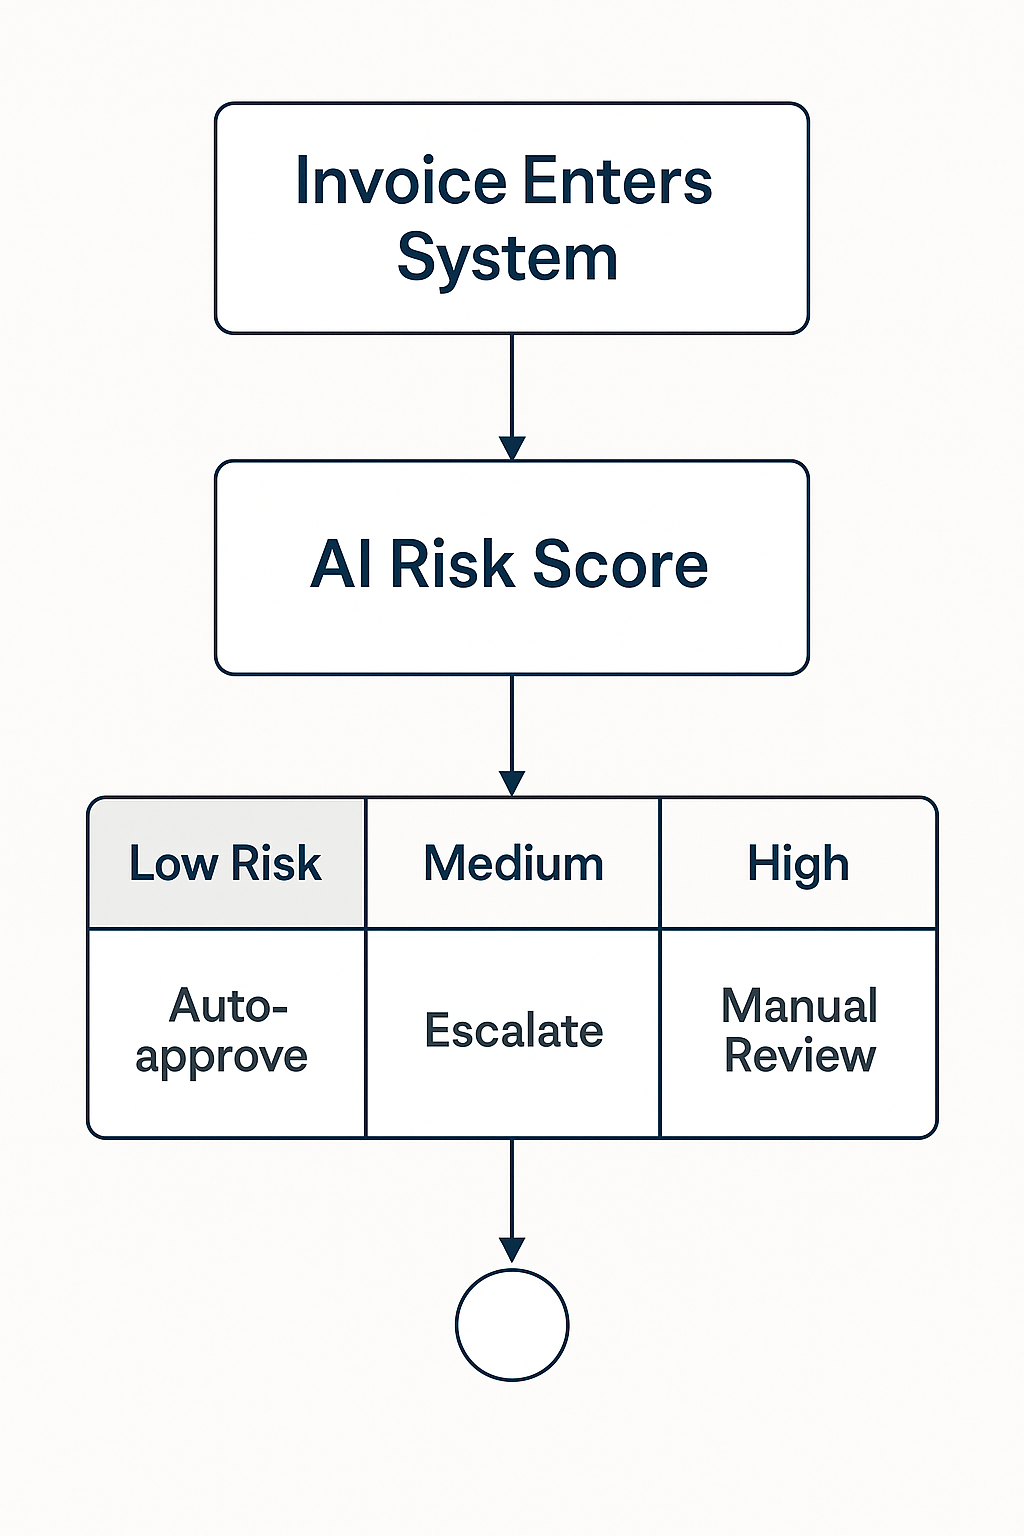 Invoice Enters
System
AI Risk Score
Low Risk
Medium
High
Auto-
approve
Escalate
Manual
Review